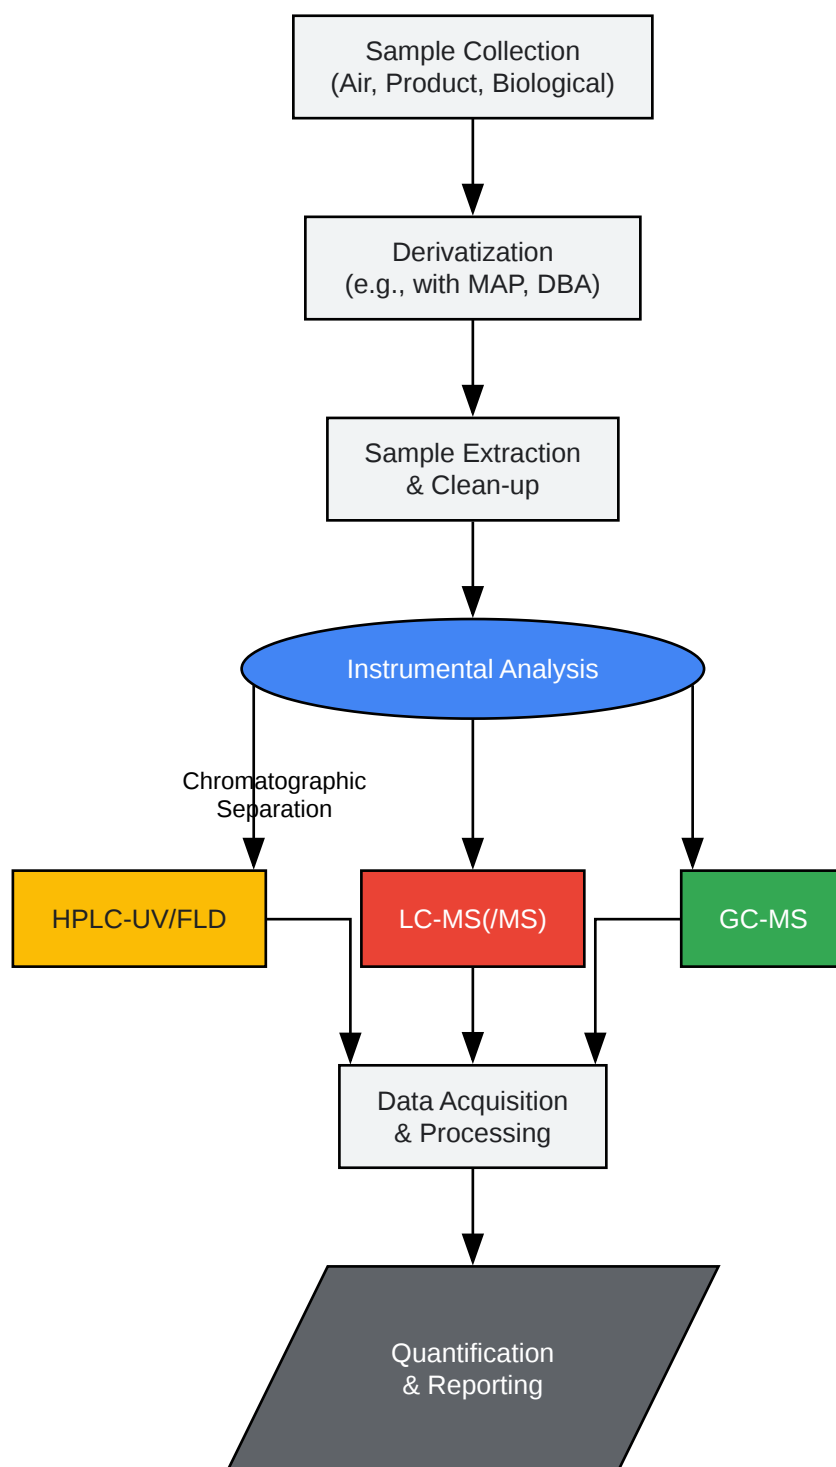 Sample Collection
(Air, Product, Biological)
Derivatization
(e.g., with MAP, DBA)
Sample Extraction
& Clean-up
Instrumental Analysis
Chromatographic
Separation
HPLC-UV/FLD
LC-MS(/MS)
GC-MS
Data Acquisition
& Processing
Quantification
& Reporting